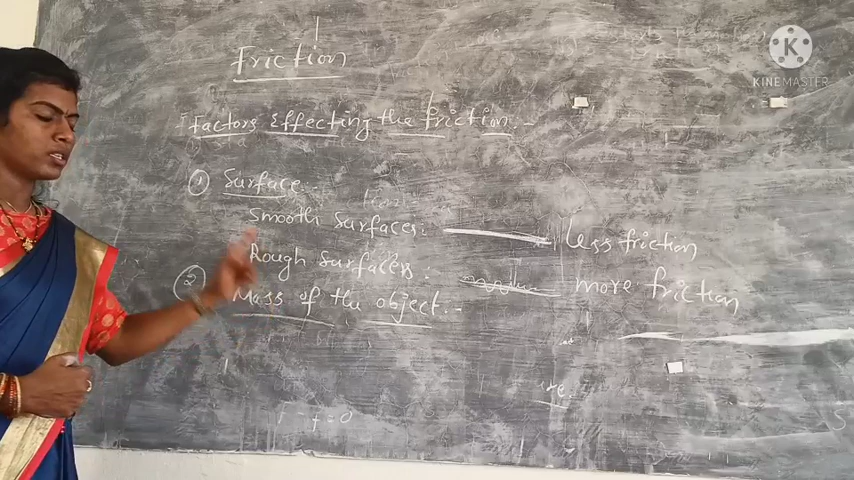 Friction
Factors Effecting the friction:-
① Surface:-
Smooth Surfaces: less friction
Rough Surfaces: more friction
② Mass of the object:-
F - f = 0
K
KINEMASTER